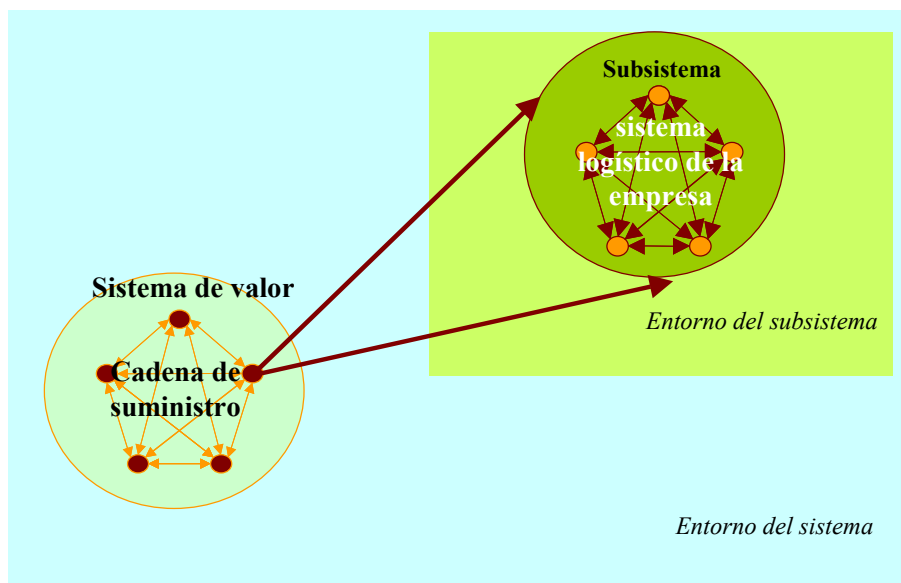 Subsistema
sistema
logístico de la
empresa
Entorno del subsistema
Sistema de valor
Cadena de
suministro
Entorno del sistema